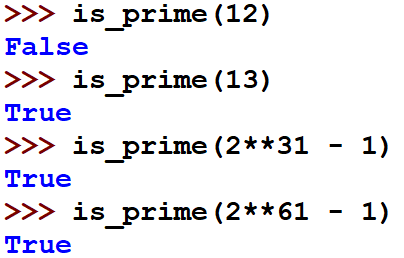 >>> is_prime(12)
False
>>> is_prime(13)
True
>>> is_prime(2**31 - 1)
True
>>> is_prime(2**61 - 1)
True